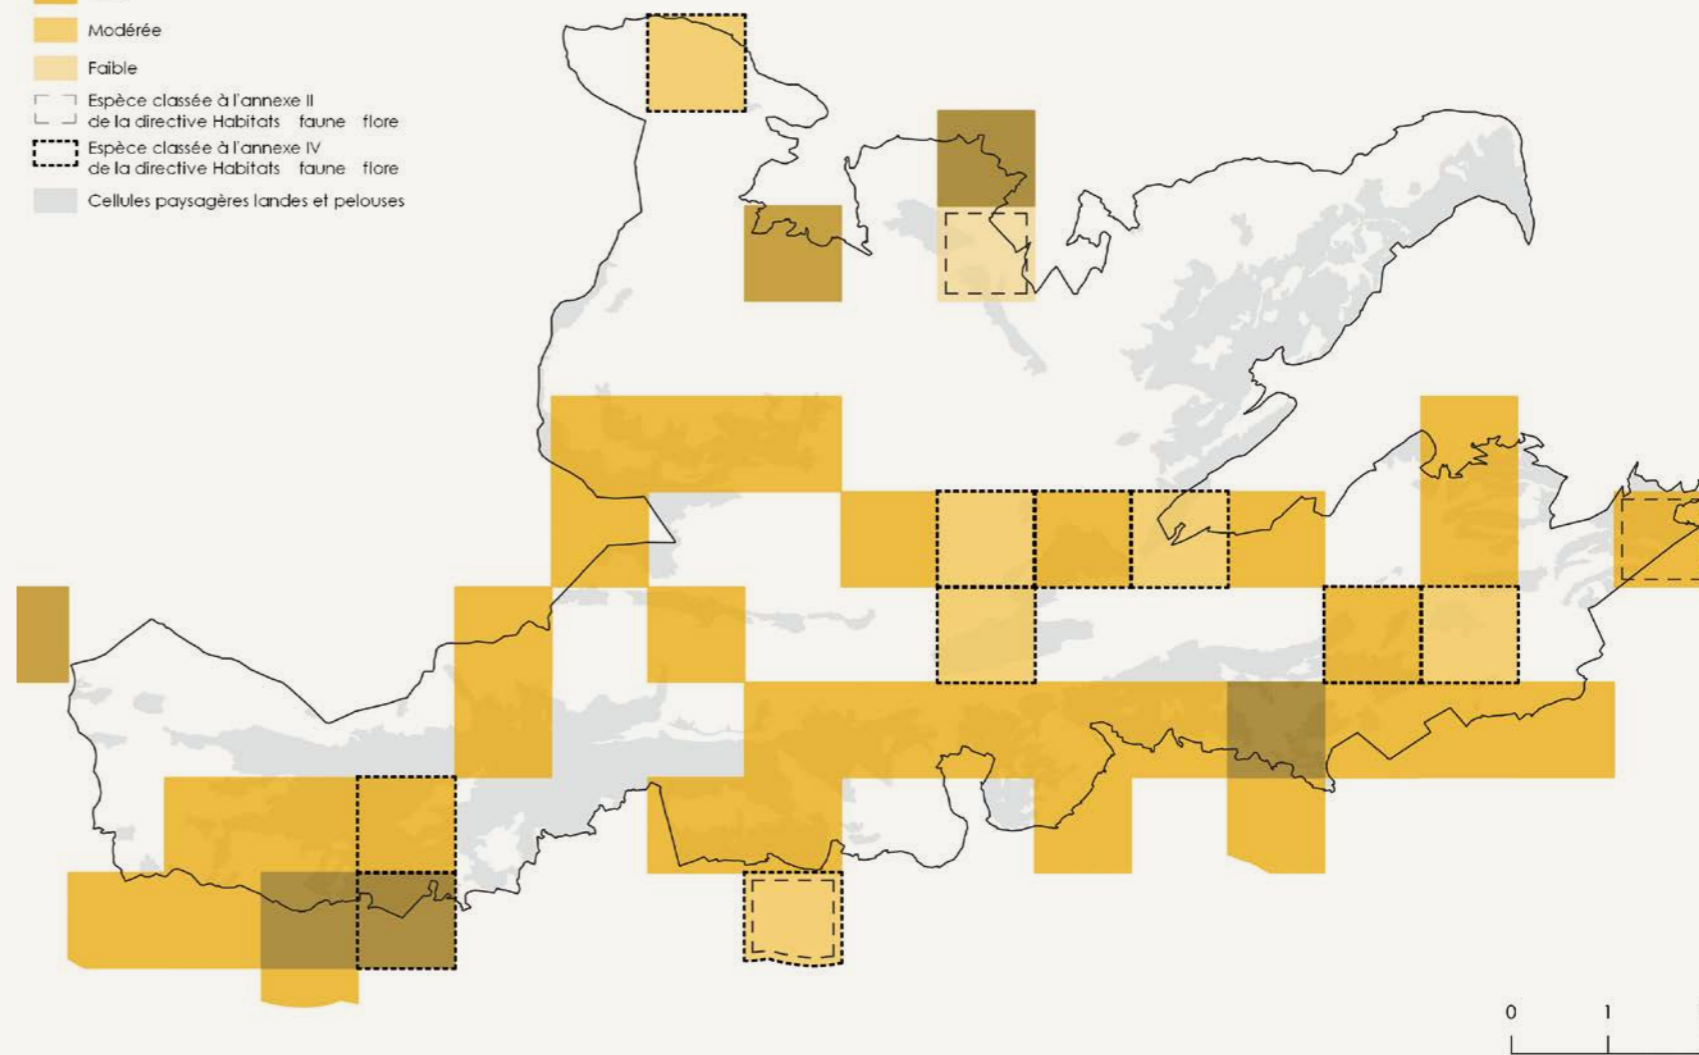 Modérée
Faible
Espèce classée à l'annexe II
de la directive Habitats faune flore
Espèce classée à l'annexe IV
de la directive Habitats faune flore
Cellules paysagères landes et pelouses
0 1